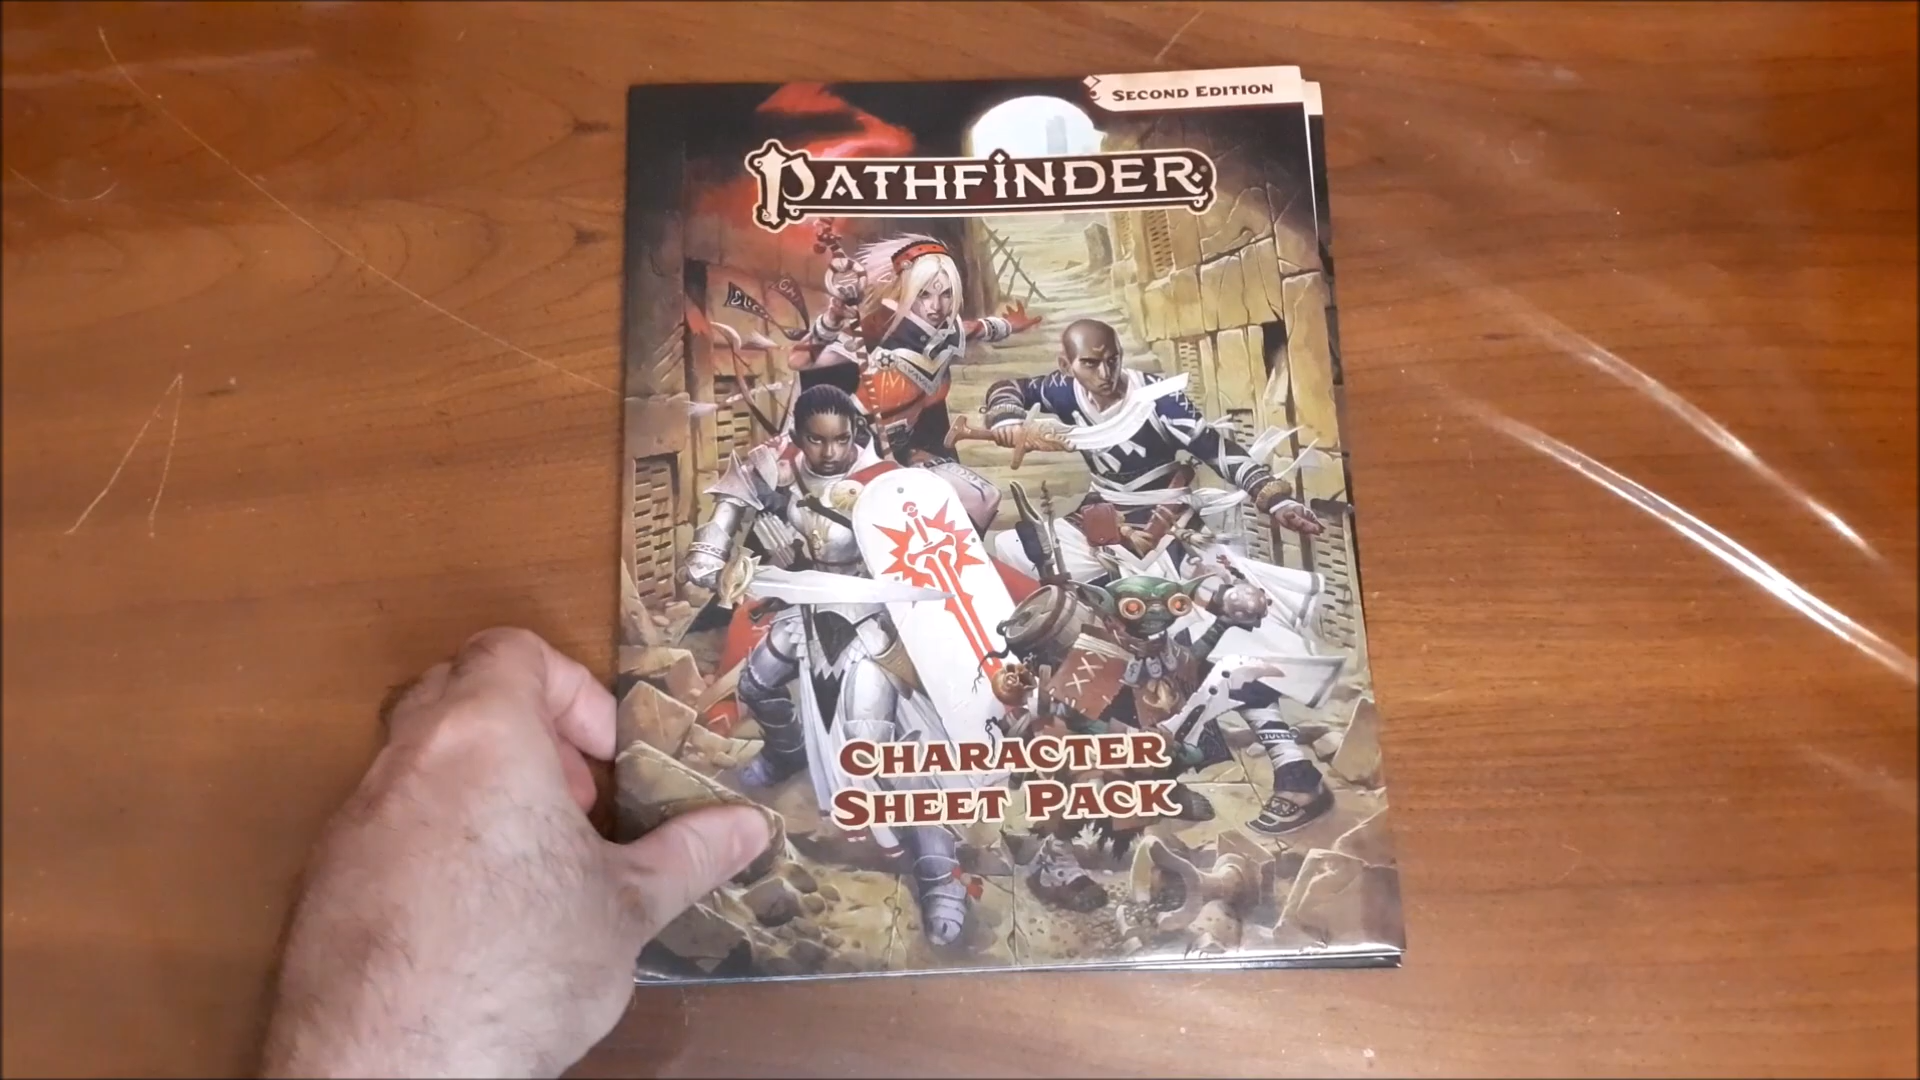 Second Edition
Pathfinder
Character
Sheet Pack